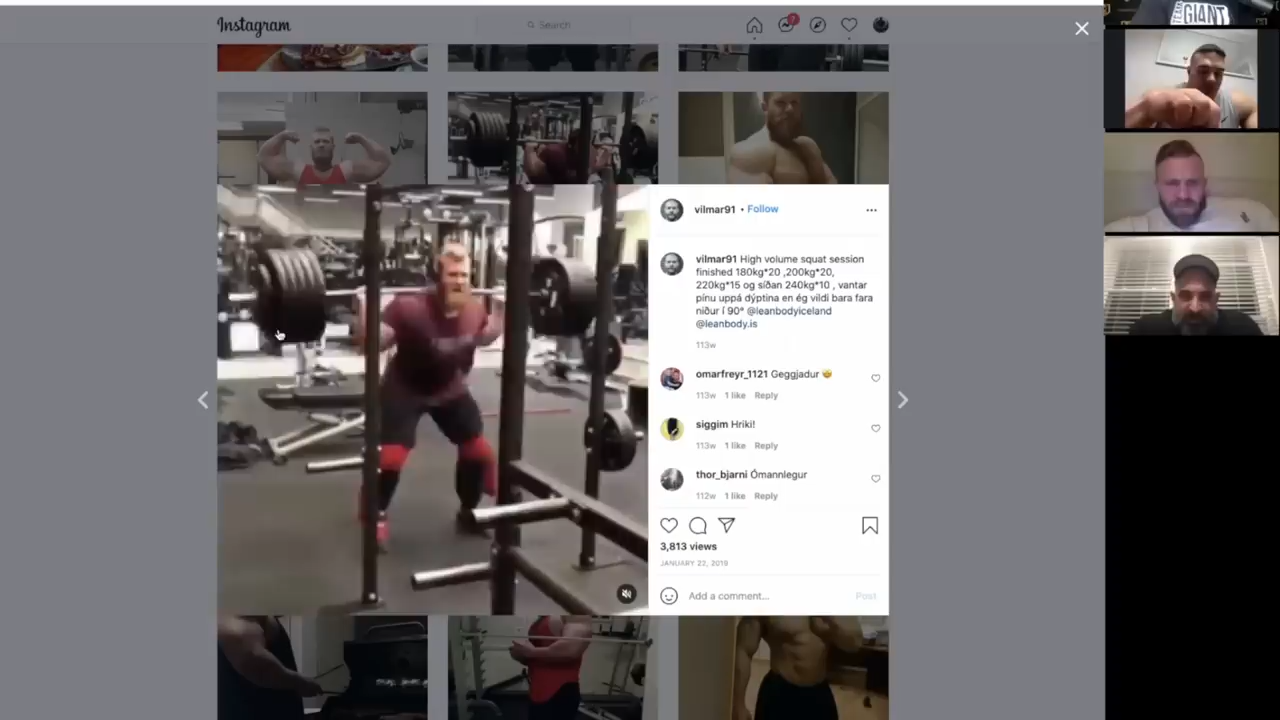 Instagram
Search
7
GIANT
vilmar91 • Follow
vilmar91 High volume squat session
finished 180kg*20 ,200kg*20,
220kg*15 og síðan 240kg*10 , vantar
pínu uppá dýptina en ég vildi bara fara
niður í 90° @leanbodyiceland
@leanbody.is
113w
omarfreyr_1121 Geggjadur 🤩
113w 1 like Reply
siggim Hriki!
113w 1 like Reply
thor_bjarni Ómannlegur
112w 1 like Reply
3,813 views
JANUARY 22, 2019
Add a comment... Post